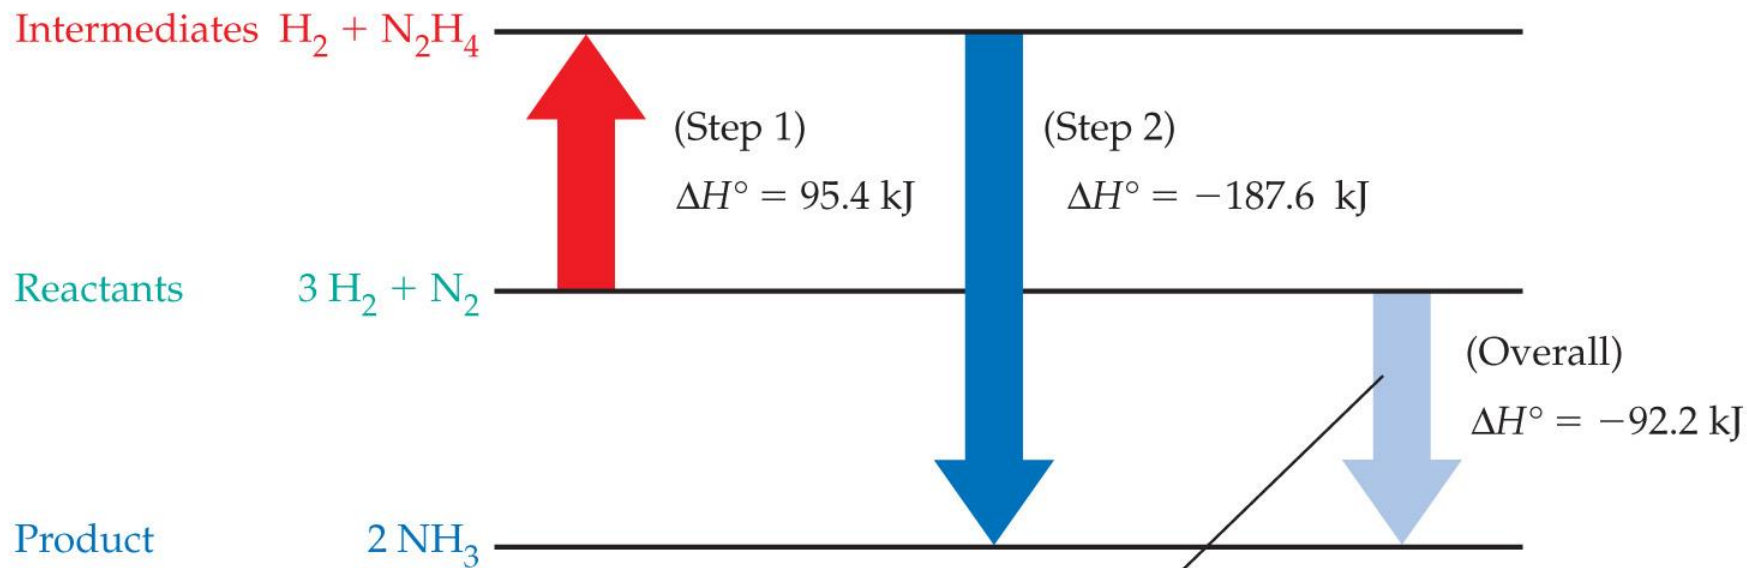 Intermediates H₂ + N₂H₄
(Step 1)
ΔH° = 95.4 kJ
(Step 2)
ΔH° = −187.6 kJ
Reactants 3 H₂ + N₂
(Overall)
ΔH° = −92.2 kJ
Product 2 NH₃